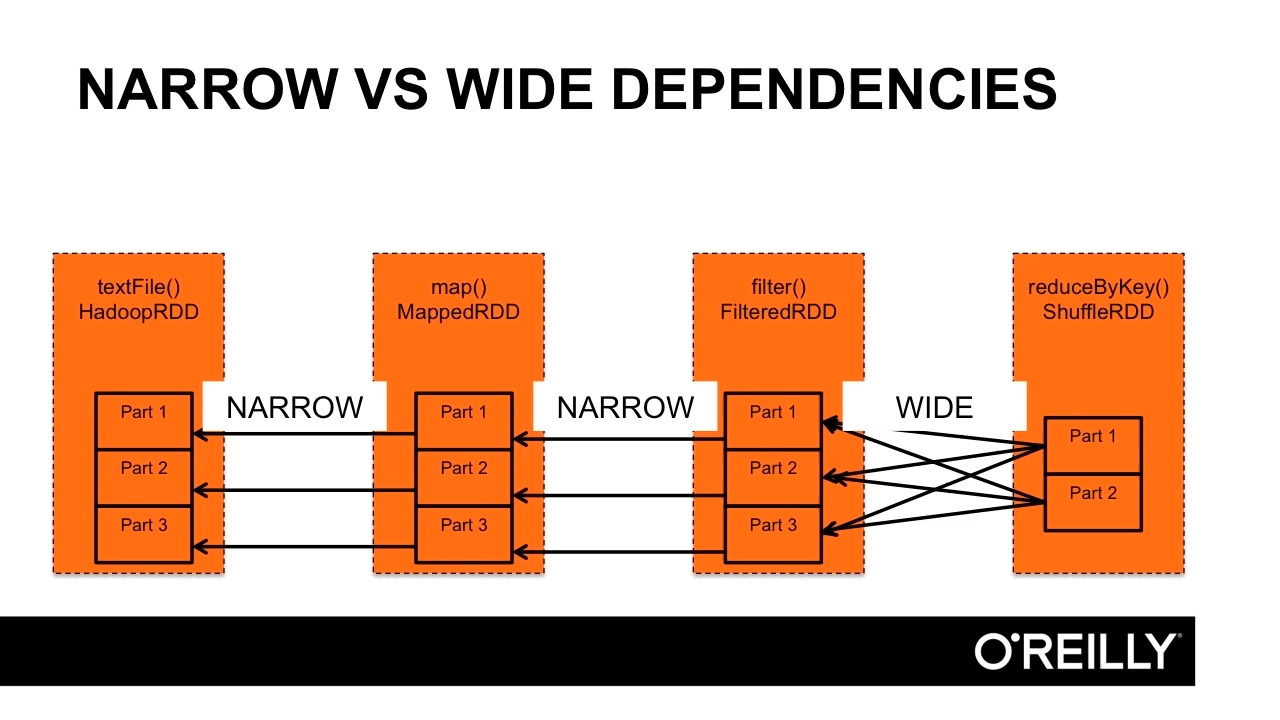 NARROW VS WIDE DEPENDENCIES
textFile()
HadoopRDD
map()
MappedRDD
filter()
FilteredRDD
reduceByKey()
ShuffleRDD
NARROW
NARROW
WIDE
Part 1
Part 2
Part 3
Part 1
Part 2
Part 3
Part 1
Part 2
Part 3
Part 1
Part 2
O'REILLY®